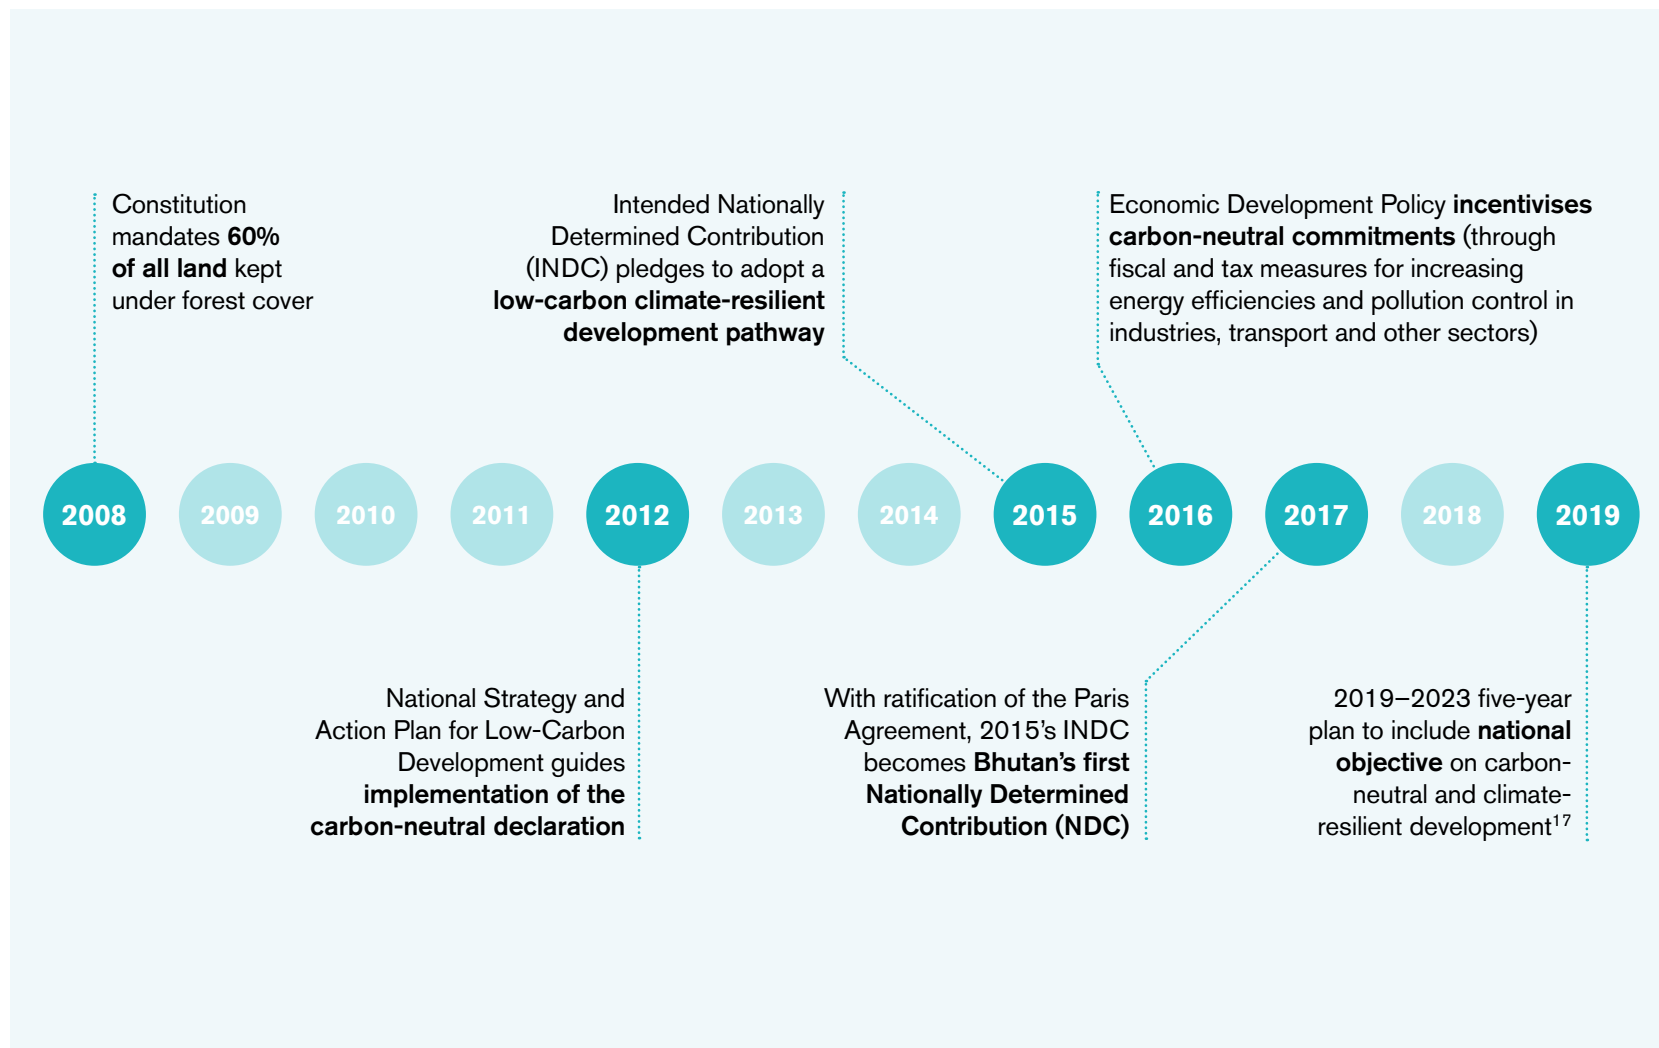 Constitution
mandates 60%
of all land kept
under forest cover
Intended Nationally
Determined Contribution
(INDC) pledges to adopt a
low-carbon climate-resilient
development pathway
Economic Development Policy incentivises
carbon-neutral commitments (through
fiscal and tax measures for increasing
energy efficiencies and pollution control in
industries, transport and other sectors)
2008
2009
2010
2011
2012
2013
2014
2015
2016
2017
2018
2019
National Strategy and
Action Plan for Low-Carbon
Development guides
implementation of the
carbon-neutral declaration
With ratification of the Paris
Agreement, 2015’s INDC
becomes Bhutan’s first
Nationally Determined
Contribution (NDC)
2019–2023 five-year
plan to include national
objective on carbon-
neutral and climate-
resilient development¹⁷